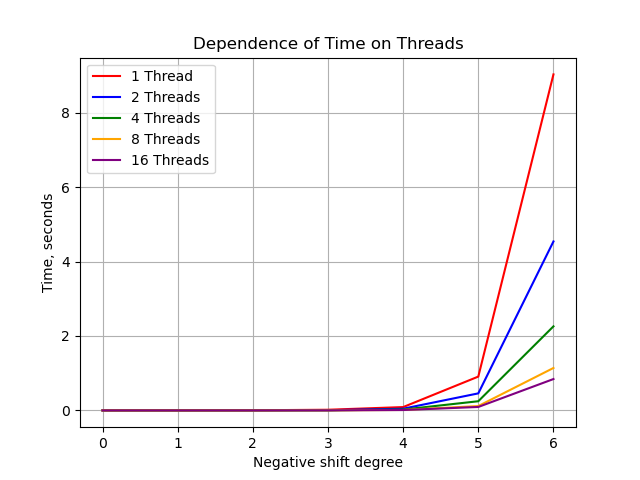 Dependence of Time on Threads
1 Thread
2 Threads
4 Threads
8 Threads
16 Threads
8
6
4
2
0
Time, seconds
0 1 2 3 4 5 6
Negative shift degree